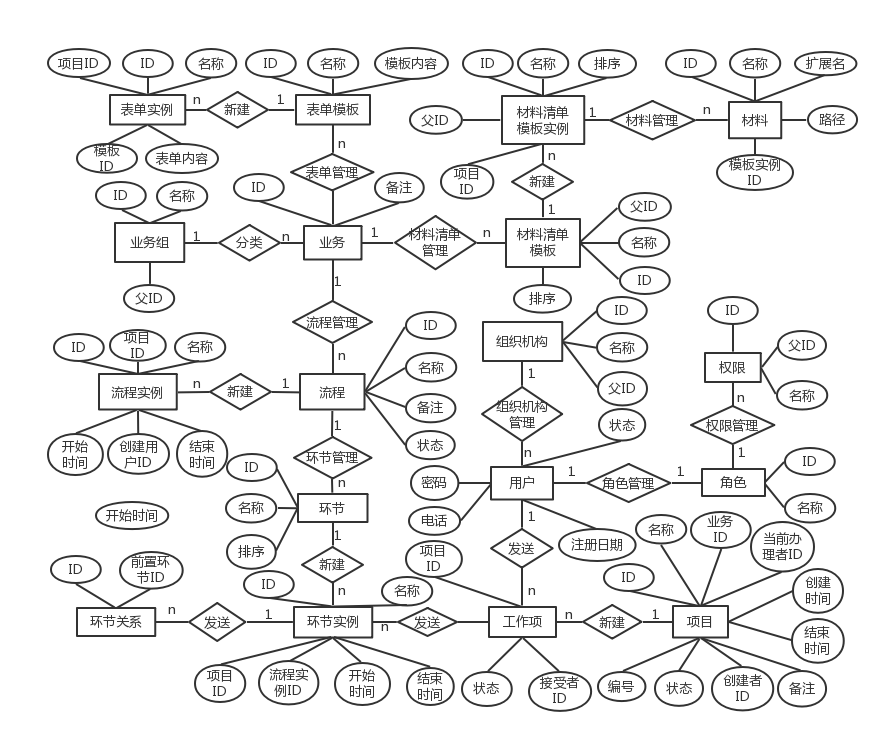 项目ID
ID
名称
ID
名称
模板内容
ID
名称
排序
ID
名称
扩展名
表单实例
n
新建
1
表单模板
父ID
材料清单
模板实例
1
材料管理
n
材料
路径
模板
ID
表单内容
n
表单管理
项目
ID
n
新建
模板实例
ID
ID
名称
ID
备注
1
父ID
业务组
1
分类
n
业务
1
材料清单
管理
n
材料清单
模板
名称
ID
父ID
1
排序
流程管理
ID
项目
ID
名称
n
ID
组织机构
ID
名称
父ID
ID
权限
父ID
名称
流程实例
n
新建
1
流程
名称
备注
状态
1
组织机构
管理
n
状态
n
权限管理
1
开始
时间
创建用
户ID
结束
时间
1
环节管理
n
ID
名称
排序
环节
密码
电话
用户
1
角色管理
1
角色
ID
名称
开始时间
1
新建
n
项目
ID
1
发送
n
注册日期
名称
业务
ID
当前办
理者ID
ID
前置环
节ID
ID
名称
ID
创建
时间
环节关系
n
发送
1
环节实例
n
发送
工作项
n
新建
1
项目
结束
时间
项目
ID
流程实
例ID
开始
时间
结束
时间
状态
接受者
ID
编号
状态
创建者
ID
备注